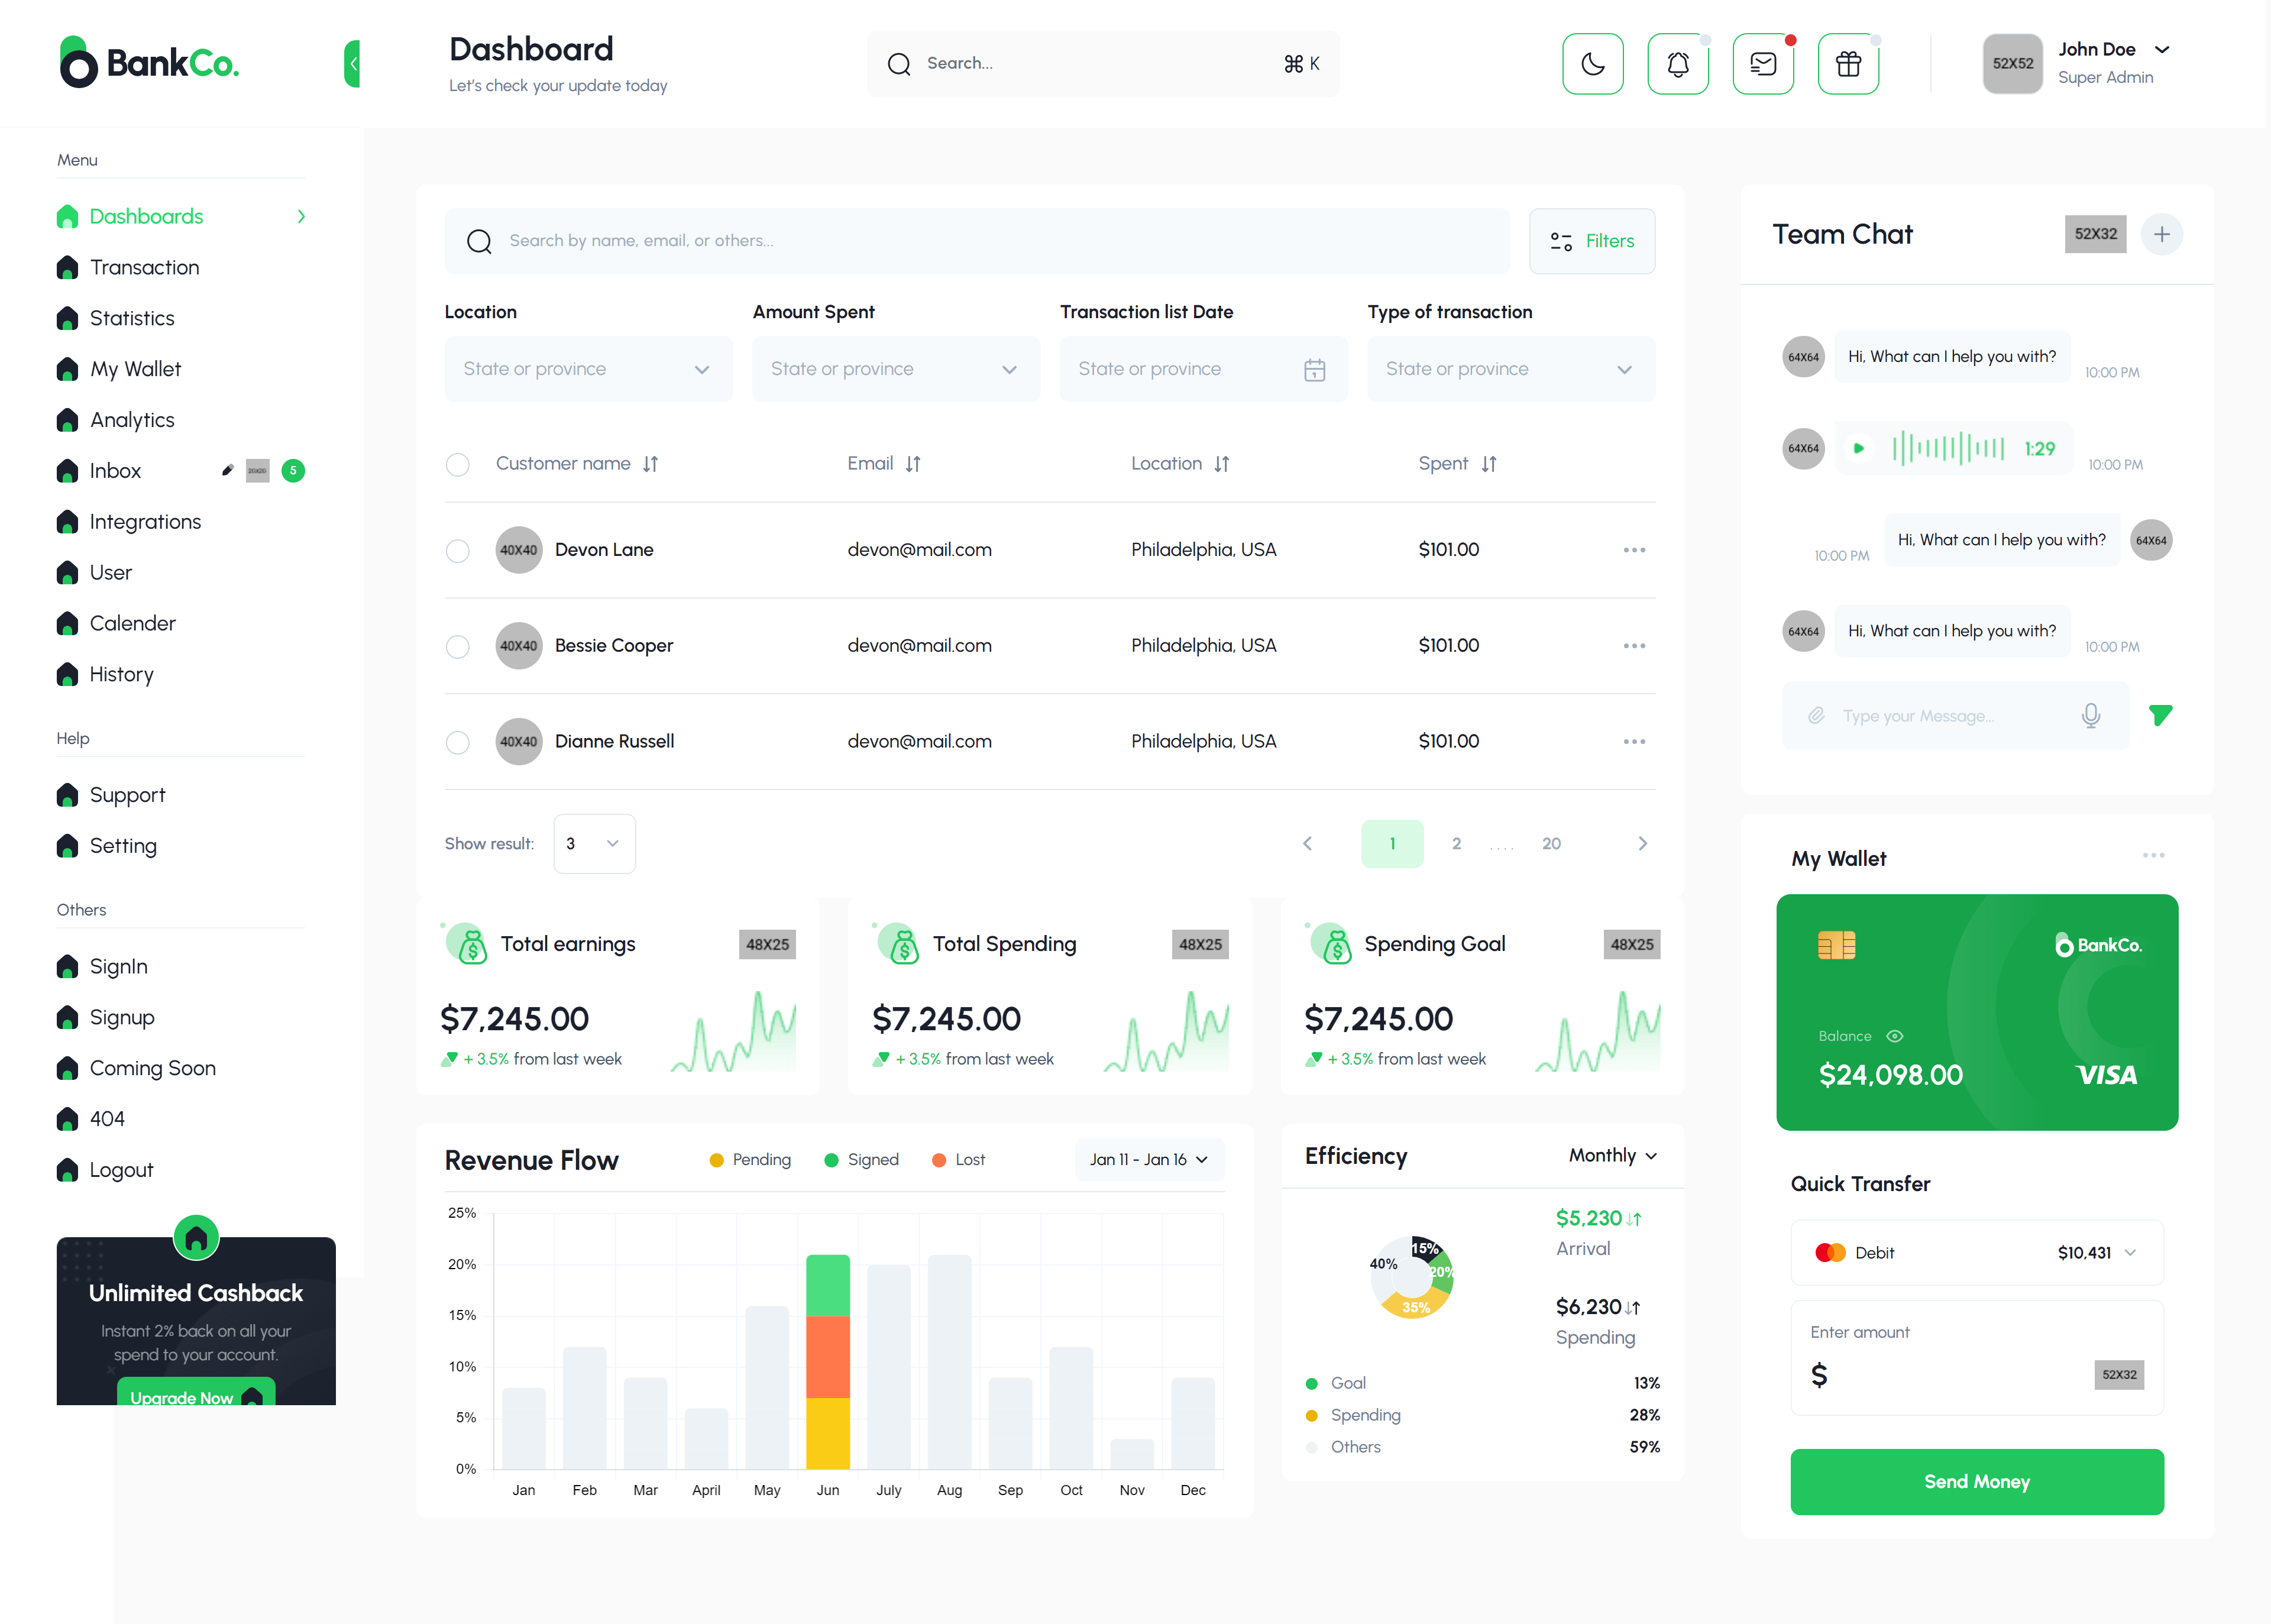 BankCo.
Dashboard
Let's check your update today
Search...
⌘ K
52X52
John Doe
Super Admin
Menu
Dashboards
Transaction
Statistics
My Wallet
Analytics
Inbox
5
Integrations
User
Calender
History
Help
Support
Setting
Others
SignIn
Signup
Coming Soon
404
Logout
Unlimited Cashback
Instant 2% back on all your
spend to your account.
Upgrade Now
Search by name, email, or others...
Filters
Location
Amount Spent
Transaction list Date
Type of transaction
State or province
State or province
State or province
State or province
Customer name
Email
Location
Spent
40X40 Devon Lane devon@mail.com Philadelphia, USA $101.00
40X40 Bessie Cooper devon@mail.com Philadelphia, USA $101.00
40X40 Dianne Russell devon@mail.com Philadelphia, USA $101.00
Show result: 3
1 2 .... 20
Total earnings
48X25
$7,245.00
+ 3.5% from last week
Total Spending
48X25
$7,245.00
+ 3.5% from last week
Spending Goal
48X25
$7,245.00
+ 3.5% from last week
Revenue Flow
Pending
Signed
Lost
Jan 11 - Jan 16
25%
20%
15%
10%
5%
0%
Jan Feb Mar April May Jun July Aug Sep Oct Nov Dec
Efficiency
Monthly
15%
20%
35%
40%
$5,230
Arrival
$6,230
Spending
Goal 13%
Spending 28%
Others 59%
Team Chat
52X32
64X64
Hi, What can I help you with?
10:00 PM
64X64
1:29
10:00 PM
10:00 PM
Hi, What can I help you with?
64X64
64X64
Hi, What can I help you with?
10:00 PM
Type your Message...
My Wallet
BankCo.
Balance
$24,098.00
VISA
Quick Transfer
Debit
$10,431
Enter amount
$
52X32
Send Money